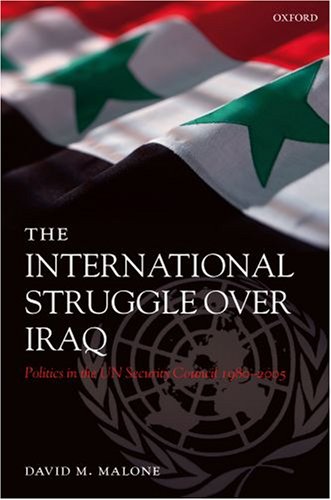 OXFORD
THE
INTERNATIONAL
STRUGGLE OVER
IRAQ
Politics in the UN Security Council 1980–2005
DAVID M. MALONE